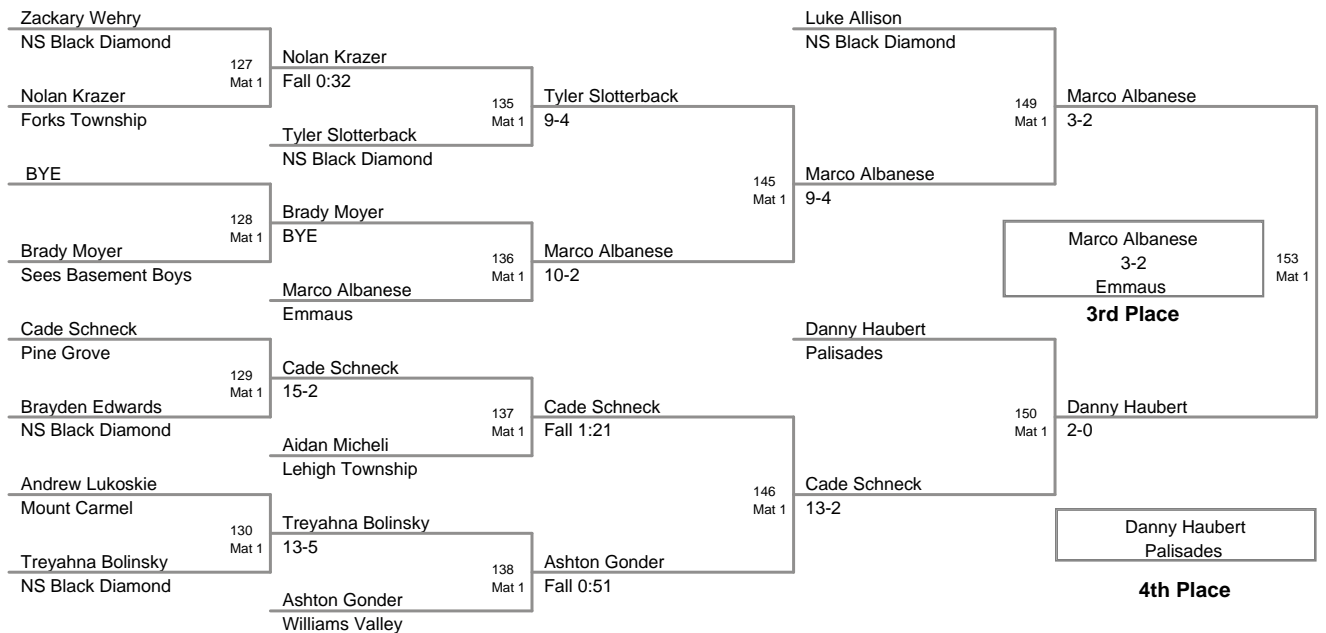 Zackary Wehry
NS Black Diamond
127
Mat 1
Nolan Krazer
Forks Township
BYE
128
Mat 1
Brady Moyer
Sees Basement Boys
Cade Schneck
Pine Grove
129
Mat 1
Brayden Edwards
NS Black Diamond
Andrew Lukoskie
Mount Carmel
130
Mat 1
Treyahna Bolinsky
NS Black Diamond
Nolan Krazer
Fall 0:32
135
Mat 1
Tyler Slotterback
NS Black Diamond
Brady Moyer
BYE
136
Mat 1
Marco Albanese
Emmaus
Cade Schneck
15-2
137
Mat 1
Aidan Micheli
Lehigh Township
Treyahna Bolinsky
13-5
138
Mat 1
Ashton Gonder
Williams Valley
Tyler Slotterback
9-4
145
Mat 1
Marco Albanese
10-2
Cade Schneck
Fall 1:21
146
Mat 1
Ashton Gonder
Fall 0:51
Luke Allison
NS Black Diamond
149
Mat 1
Marco Albanese
9-4
Danny Haubert
Palisades
150
Mat 1
Cade Schneck
13-2
Marco Albanese
3-2
153
Mat 1
Danny Haubert
2-0
Marco Albanese
3-2
Emmaus
3rd Place
Danny Haubert
Palisades
4th Place